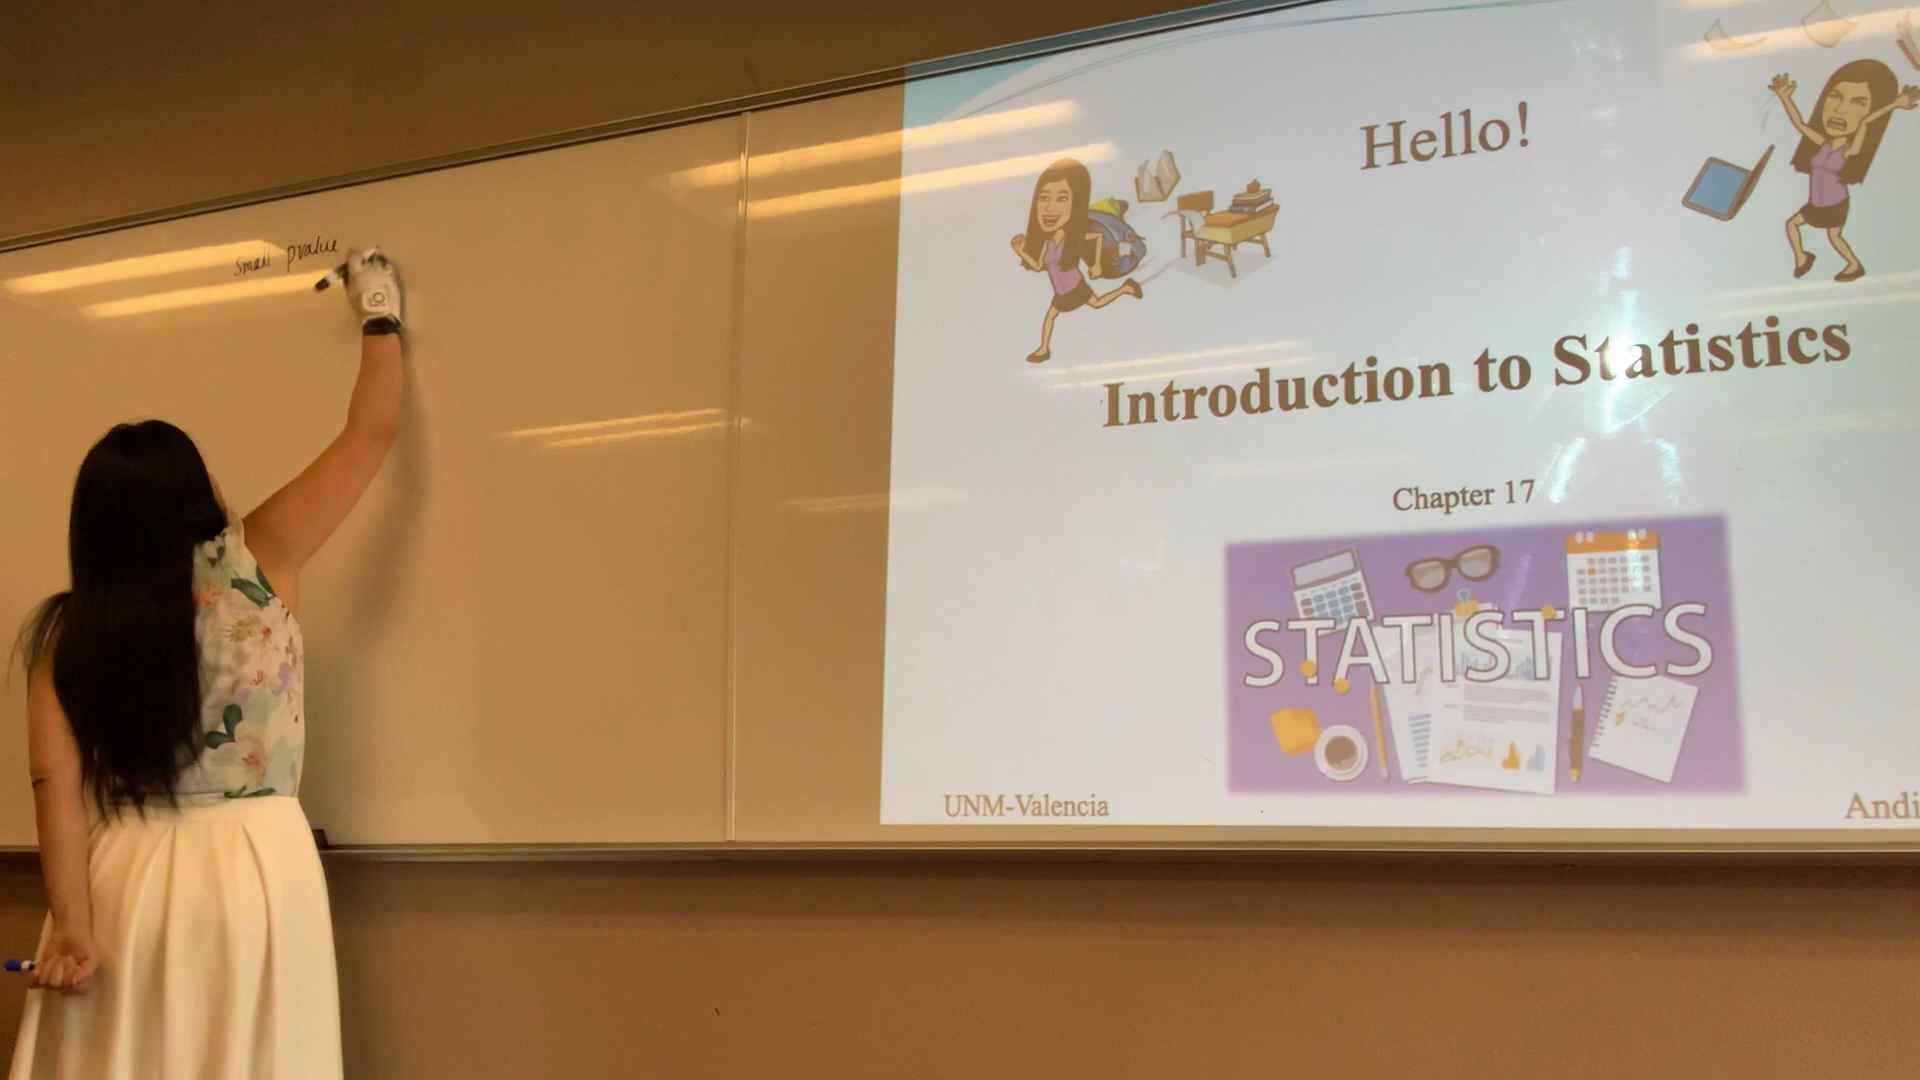 small pvalue
Hello!
Introduction to Statistics
Chapter 17
STATISTICS
UNM-Valencia
Andi